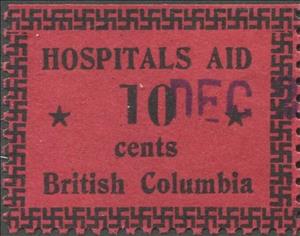 HOSPITALS AID
10
DEC
cents
British Columbia